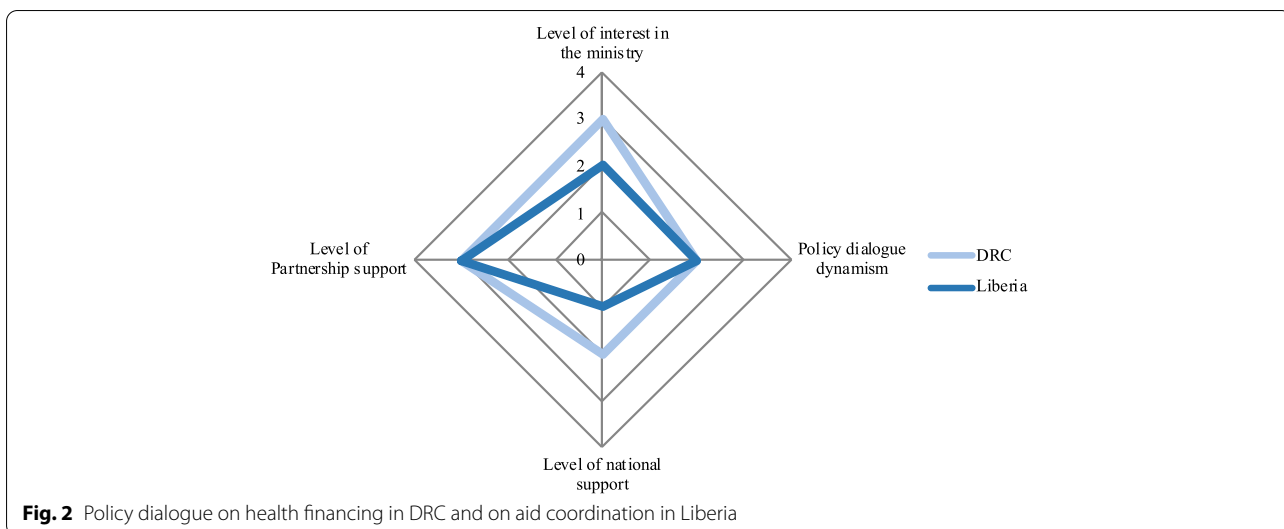 Level of interest in
the ministry
4
3
2
1
0
Level of
Partnership support
Policy dialogue
dynamism
DRC
Liberia
Level of national
support
Fig. 2 Policy dialogue on health financing in DRC and on aid coordination in Liberia